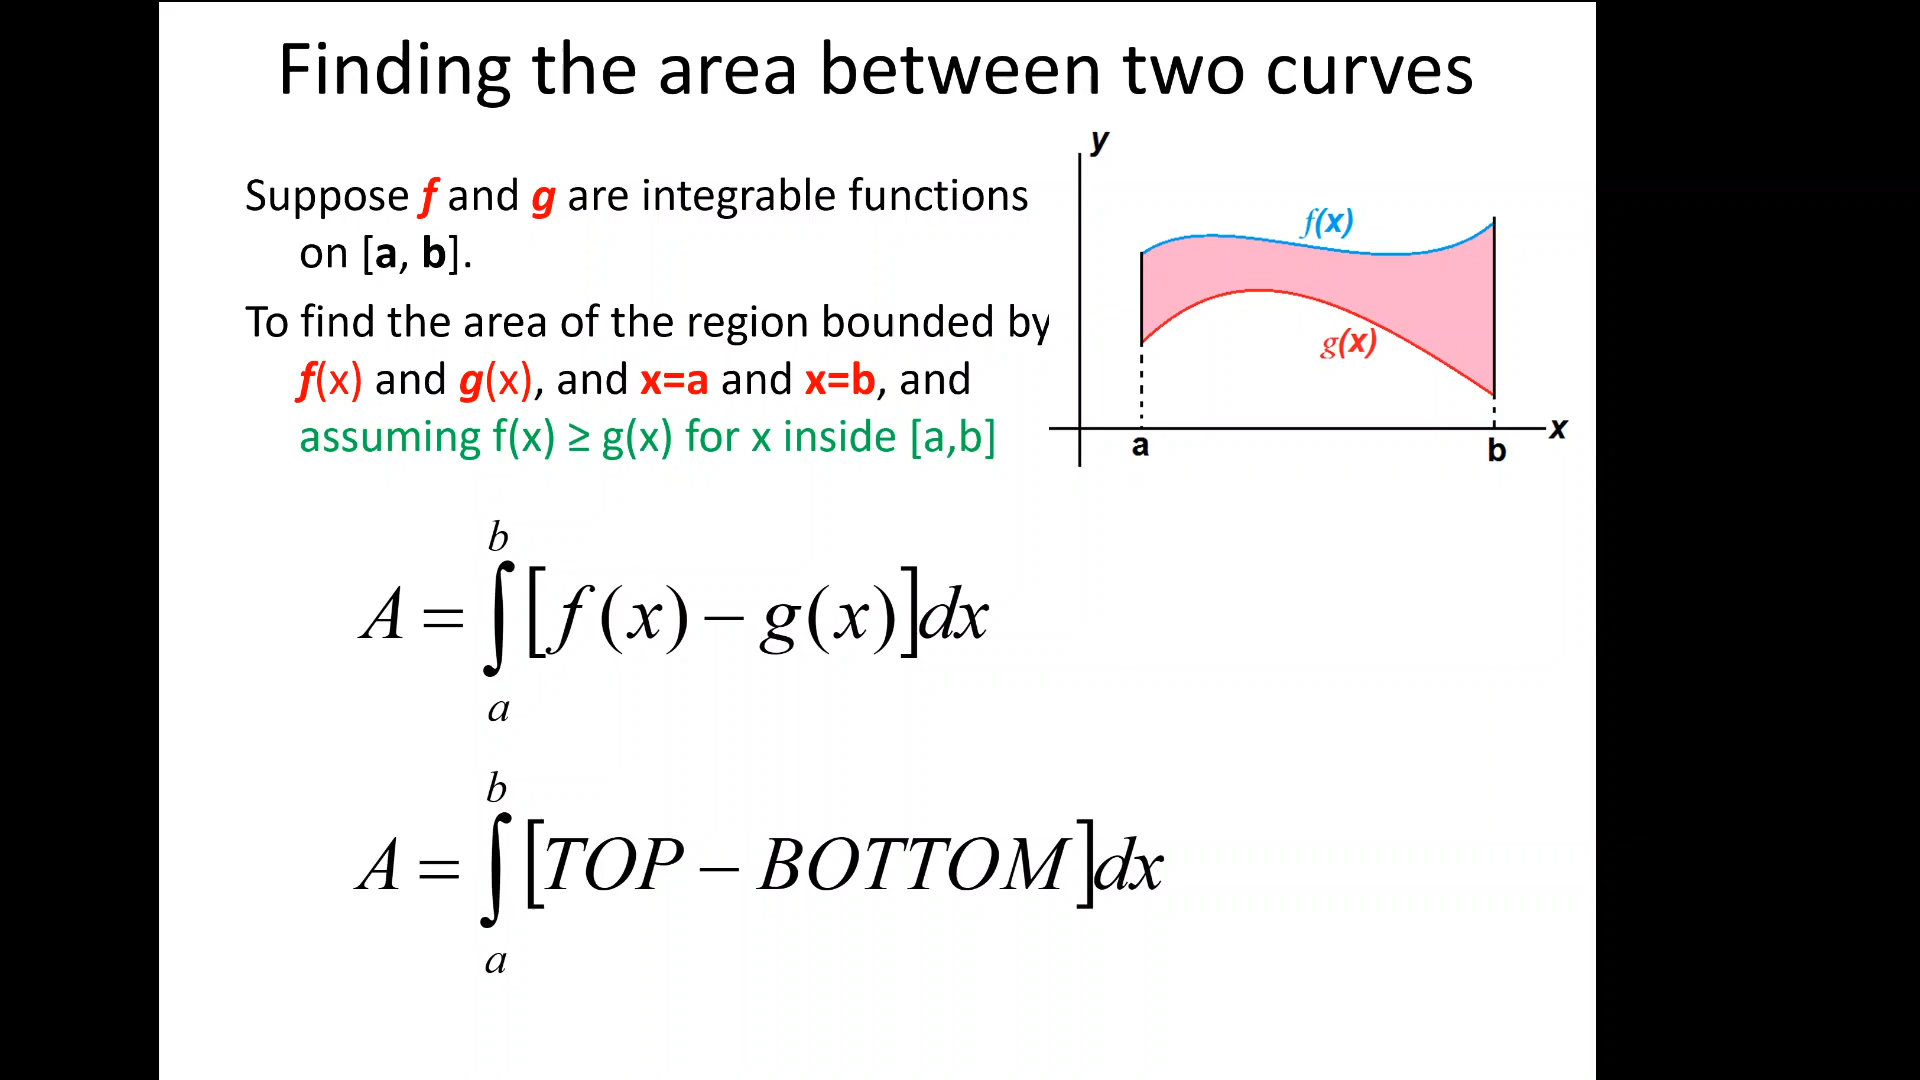 Finding the area between two curves
Suppose f and g are integrable functions
on [a, b].
To find the area of the region bounded by
f(x) and g(x), and x=a and x=b, and
assuming f(x) ≥ g(x) for x inside [a,b]
y
f(x)
g(x)
x
a
b
b
A = ∫[f(x) – g(x)]dx
a
b
A = ∫[TOP – BOTTOM]dx
a